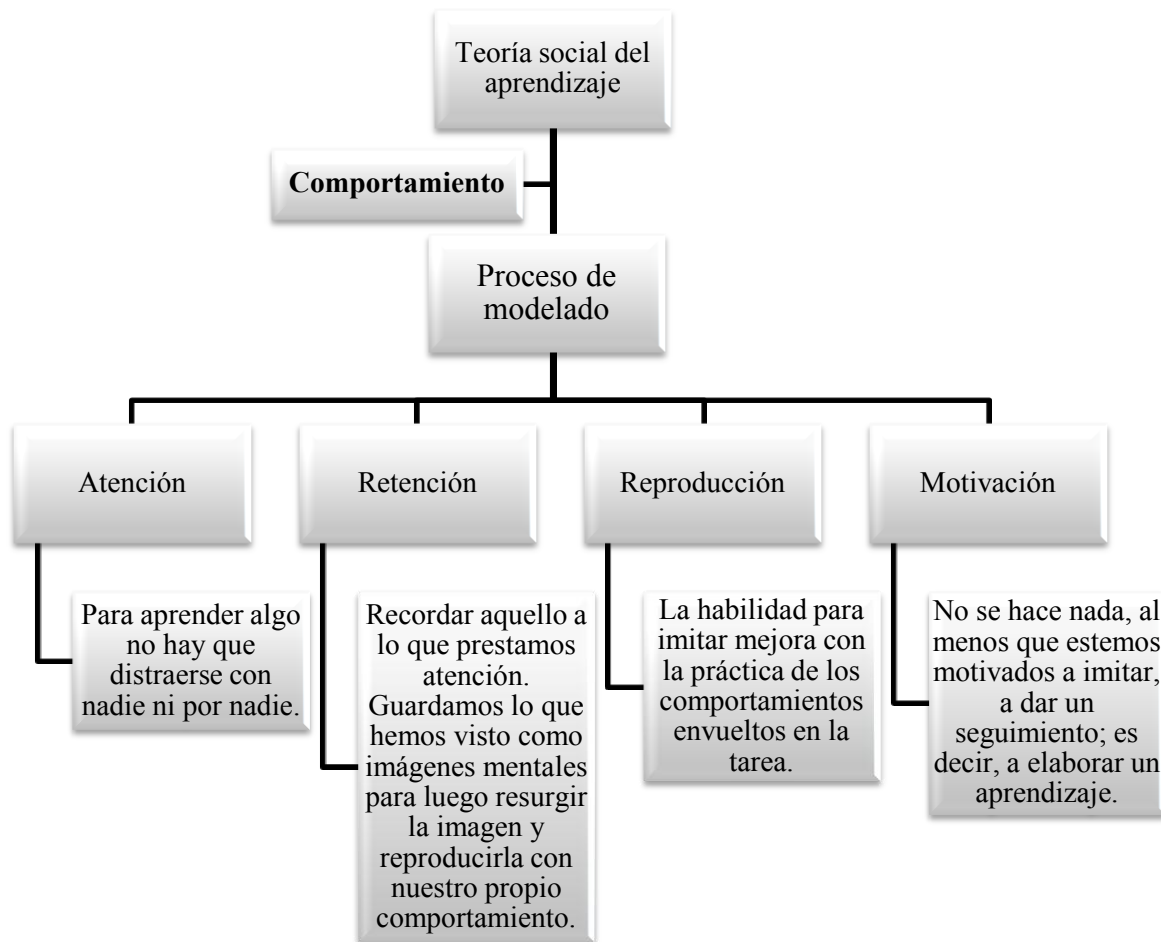 Teoría social del
aprendizaje
Comportamiento
Proceso de
modelado
Atención
Retención
Reproducción
Motivación
Para aprender algo
no hay que
distraerse con
nadie ni por nadie.
Recordar aquello a
lo que prestamos
atención.
Guardamos lo que
hemos visto como
imágenes mentales
para luego resurgir
la imagen y
reproducirla con
nuestro propio
comportamiento.
La habilidad para
imitar mejora con
la práctica de los
comportamientos
envueltos en la
tarea.
No se hace nada, al
menos que estemos
motivados a imitar,
a dar un
seguimiento; es
decir, a elaborar un
aprendizaje.